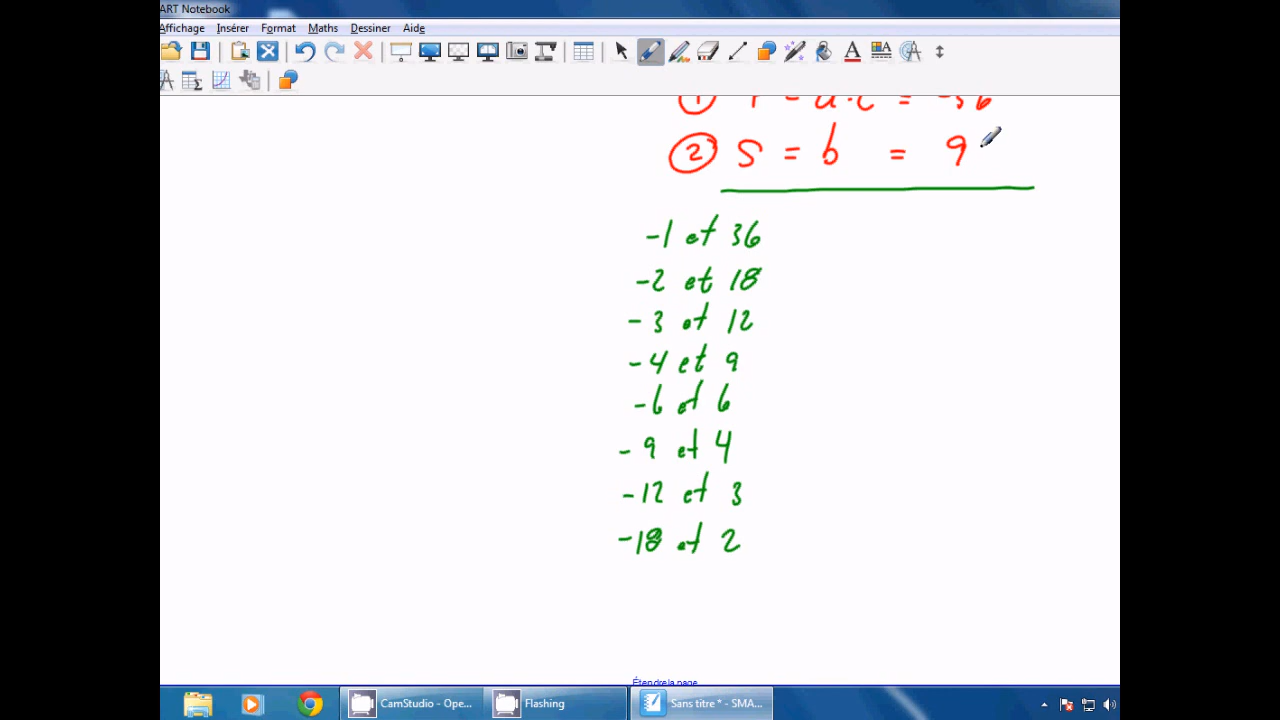 ART Notebook
Affichage Insérer Format Maths Dessiner Aide
① P = a·c = -36
② S = b = 9
-1 et 36
-2 et 18
-3 et 12
-4 et 9
-6 et 6
-9 et 4
-12 et 3
-18 et 2
Étendre la page
CamStudio - Ope... Flashing Sans titre * - SMA...